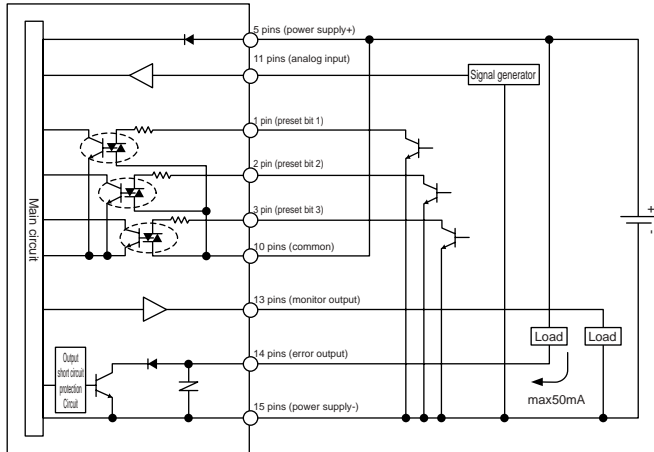 5 pins (power supply+)
11 pins (analog input)
Signal generator
1 pin (preset bit 1)
2 pin (preset bit 2)
3 pin (preset bit 3)
Main circuit
+
-
10 pins (common)
13 pins (monitor output)
Load
Load
14 pins (error output)
Output
short circuit
protection
Circuit
max50mA
15 pins (power supply-)